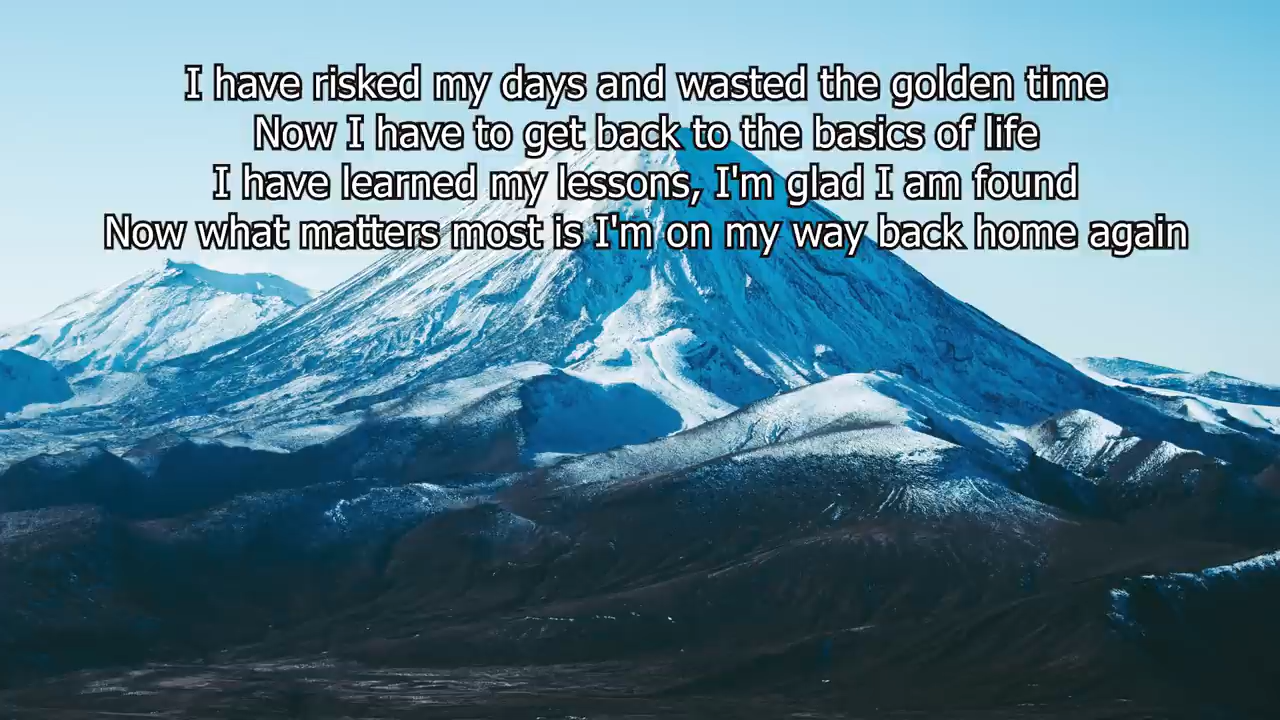 I have risked my days and wasted the golden time
Now I have to get back to the basics of life
I have learned my lessons, I'm glad I am found
Now what matters most is I'm on my way back home again